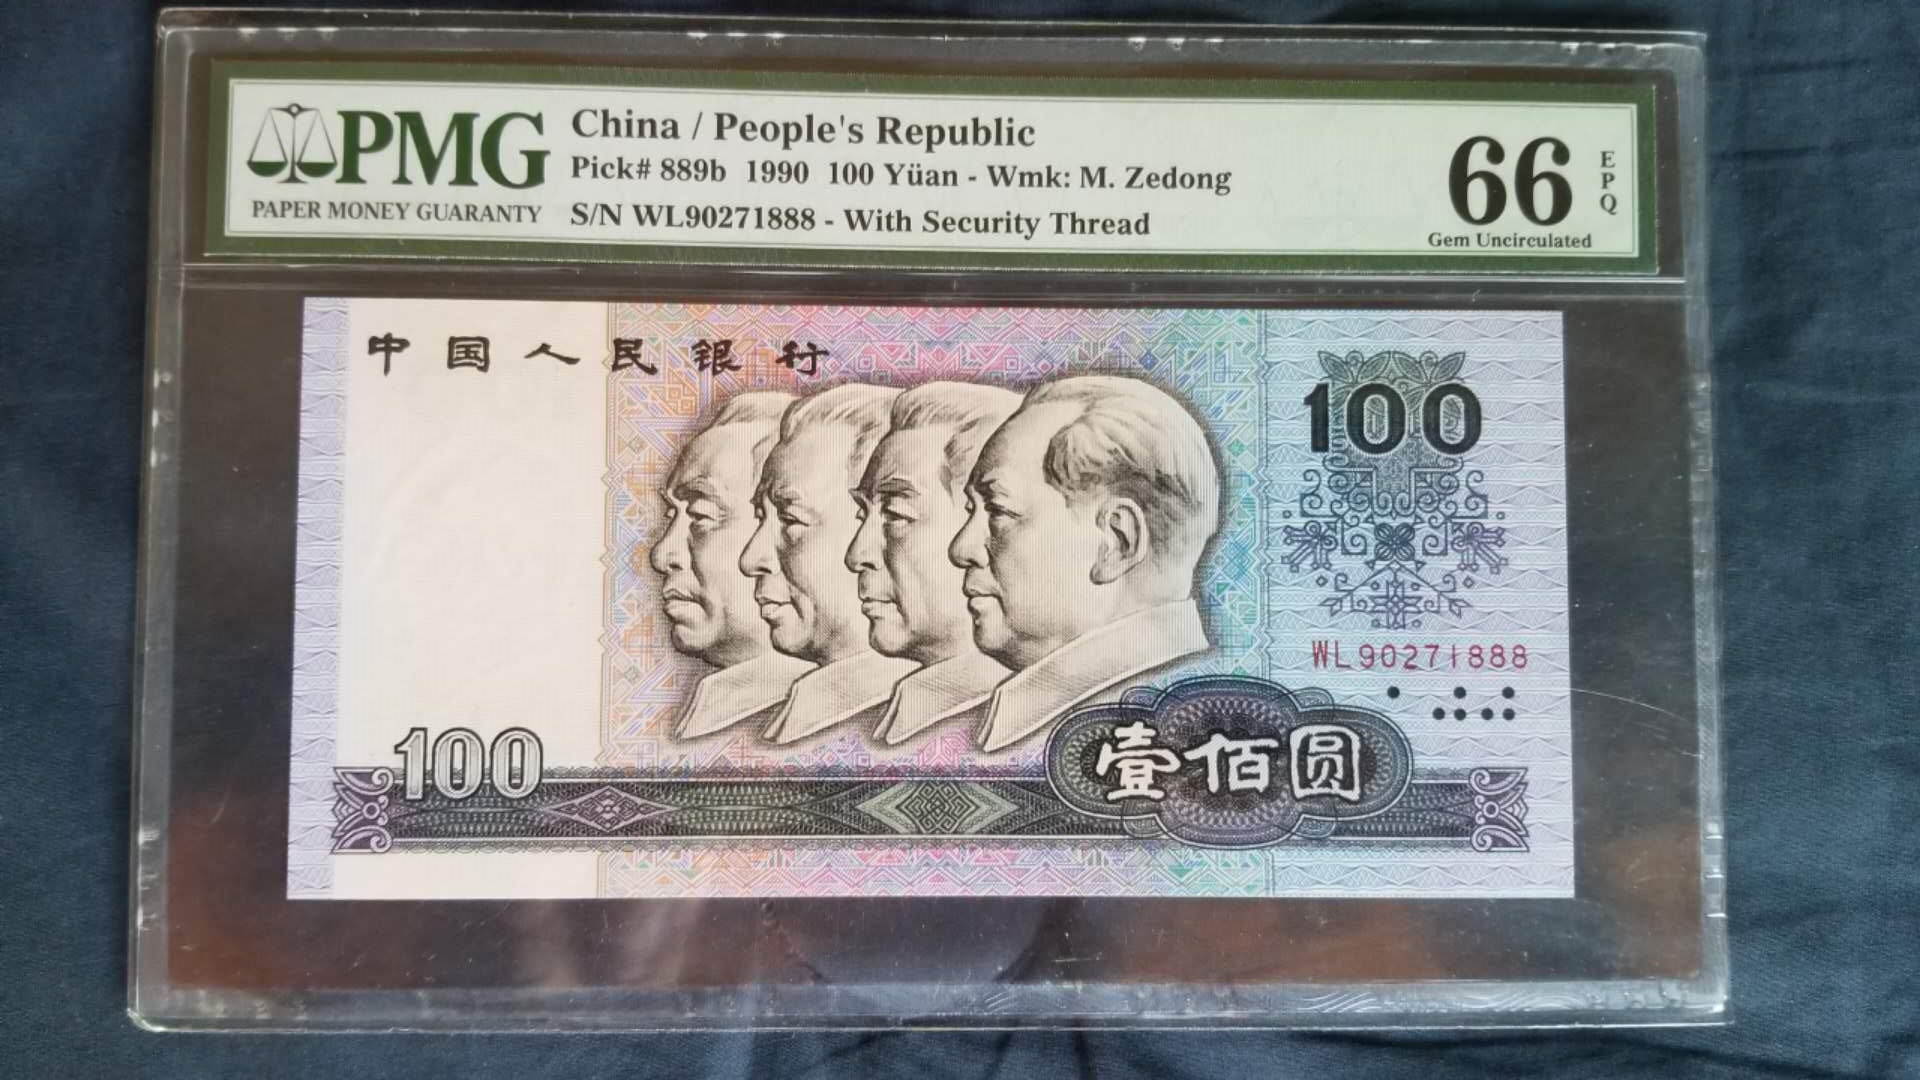 PMG
PAPER MONEY GUARANTY
China / People's Republic
Pick# 889b 1990 100 Yüan - Wmk: M. Zedong
S/N WL90271888 - With Security Thread
66
EPQ
Gem Uncirculated
中国人民银行
100
WL90271888
100
壹佰圆